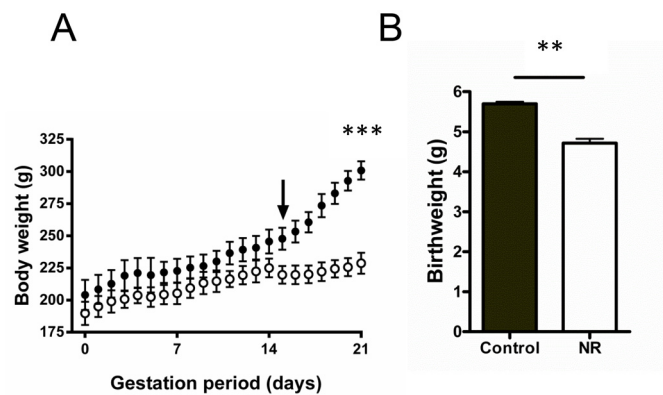 A
B
**
***
Body weight (g)
325
300
275
250
225
200
175
0
7
14
21
Gestation period (days)
Birthweight (g)
6
5
4
3
2
1
0
Control
NR